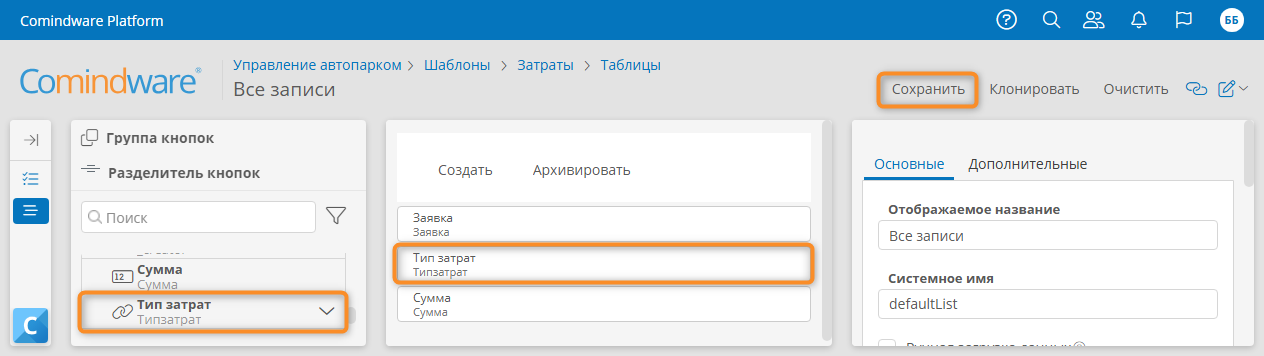 Comindware Platform
ББ
Comindware®
Управление автопарком > Шаблоны > Затраты > Таблицы
Все записи
Сохранить Клонировать Очистить
Группа кнопок
Разделитель кнопок
Поиск
12 Сумма
Сумма
Тип затрат
Типзатрат
C
Создать Архивировать
Заявка
Заявка
Тип затрат
Типзатрат
Сумма
Сумма
Основные Дополнительные
Отображаемое название
Все записи
Системное имя
defaultList